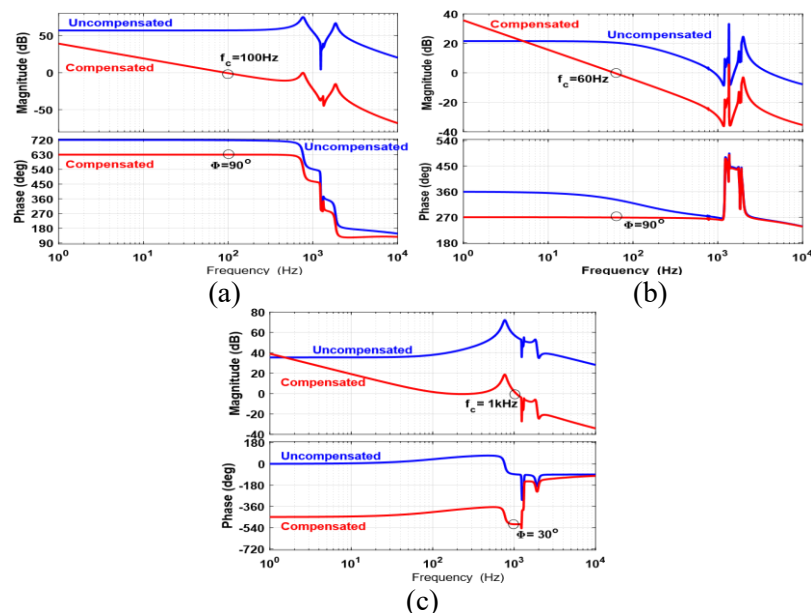 Uncompensated
f_c=100Hz
Compensated
Magnitude (dB)
50
0
-50
Uncompensated
Compensated
Φ=90°
Phase (deg)
720
630
540
450
360
270
180
90
10^0 10^1 10^2 10^3 10^4
Frequency (Hz)
(a)
Compensated
Uncompensated
f_c=60Hz
Magnitude (dB)
60
40
20
0
-20
-40
Φ=90°
Phase (deg)
540
450
360
270
180
10^0 10^1 10^2 10^3 10^4
Frequency (Hz)
(b)
Uncompensated
Compensated
f_c= 1kHz
Magnitude (dB)
80
60
40
20
0
-20
-40
Uncompensated
Compensated
Φ= 30°
Phase (deg)
180
0
-180
-360
-540
-720
10^0 10^1 10^2 10^3 10^4
Frequency (Hz)
(c)